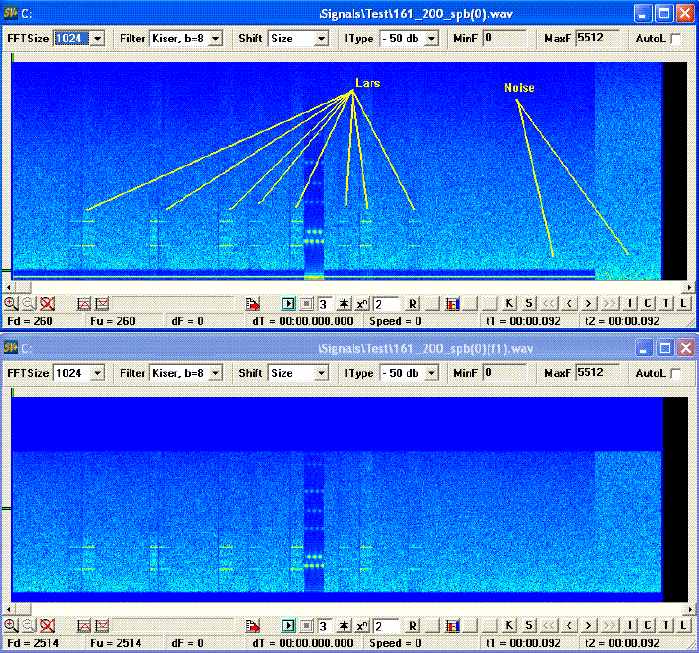 SV+ C: \Signals\Test\161_200_spb(0).wav
FFTSize 1024 Filter Kiser, b=8 Shift Size IType - 50 db MinF 0 MaxF 5512 AutoL
Lars
Noise
3 x^n 2 R K S << < > >> I C T L
Fd = 260 Fu = 260 dF = 0 dT = 00:00.000.000 Speed = 0 t1 = 00:00.092 t2 = 00:00.092
SV+ C: \Signals\Test\161_200_spb(0)(f1).wav
FFTSize 1024 Filter Kiser, b=8 Shift Size IType - 50 db MinF 0 MaxF 5512 AutoL
3 x^n 2 R K S << < > >> I C T L
Fd = 2514 Fu = 2514 dF = 0 dT = 00:00.000.000 Speed = 0 t1 = 00:00.092 t2 = 00:00.092